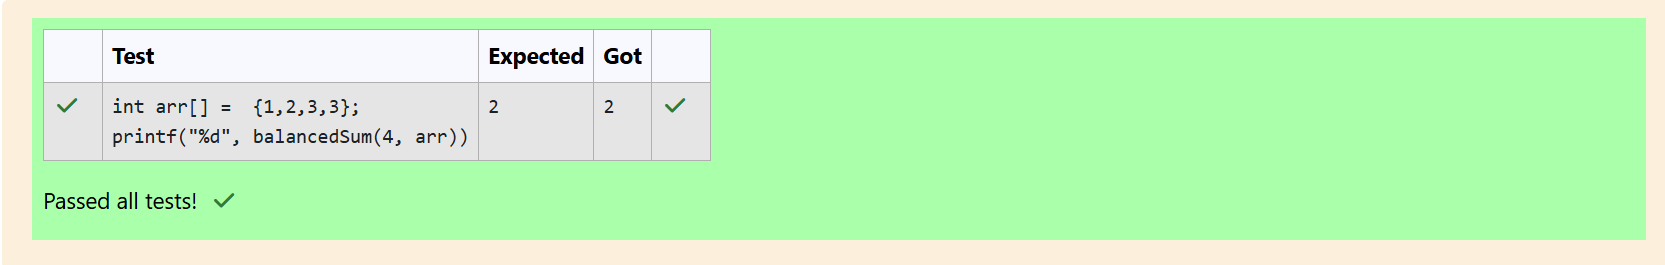 Test Expected Got
int arr[] =  {1,2,3,3}; 2 2
printf("%d", balancedSum(4, arr))
Passed all tests!